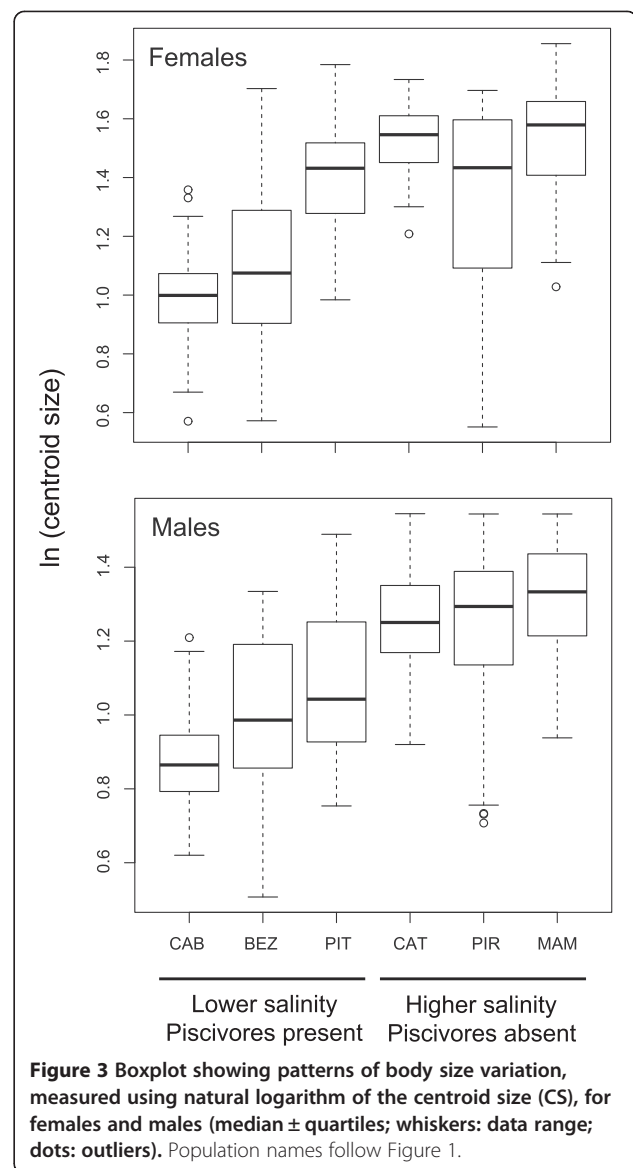 Females
1.8
1.6
1.4
1.2
1.0
0.8
0.6
ln (centroid size)
Males
1.4
1.2
1.0
0.8
0.6
CAB BEZ PIT CAT PIR MAM
Lower salinity Higher salinity
Piscivores present Piscivores absent
Figure 3 Boxplot showing patterns of body size variation,
measured using natural logarithm of the centroid size (CS), for
females and males (median ± quartiles; whiskers: data range;
dots: outliers). Population names follow Figure 1.